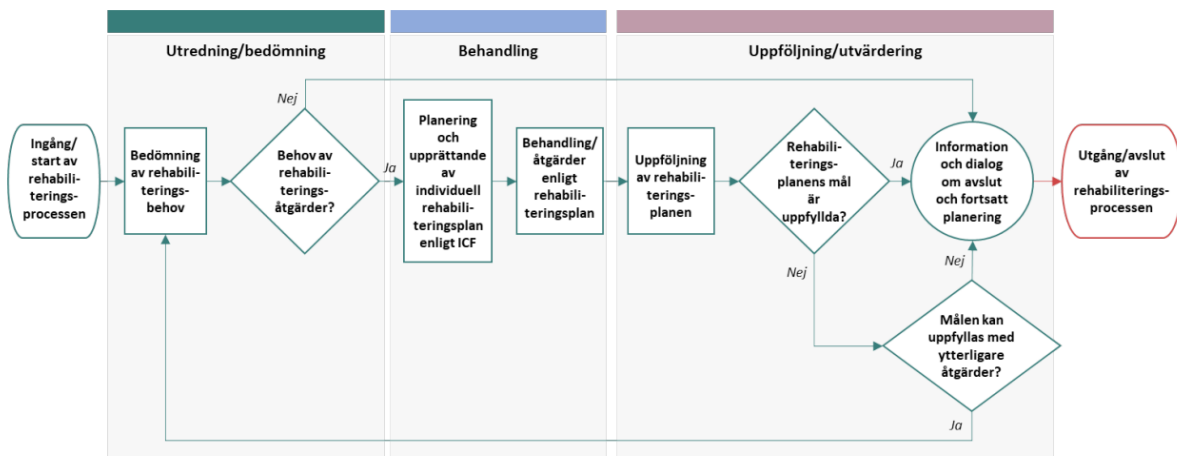 Utredning/bedömning
Behandling
Uppföljning/utvärdering
Ingång/
start av
rehabili-
terings-
processen
Bedömning
av rehabili-
terings-
behov
Nej
Behov av
rehabili-
terings-
åtgärder?
Ja
Planering
och
upprättande
av
individuell
rehabili-
teringsplan
enligt ICF
Behandling/
åtgärder
enligt
rehabili-
teringsplan
Uppföljning
av rehabili-
terings-
planen
Rehabili-
terings-
planens mål
är
uppfyllda?
Ja
Nej
Information
och dialog
om avslut
och fortsatt
planering
Utgång/avslut
av
rehabiliterings-
processen
Nej
Målen kan
uppfyllas med
ytterligare
åtgärder?
Ja